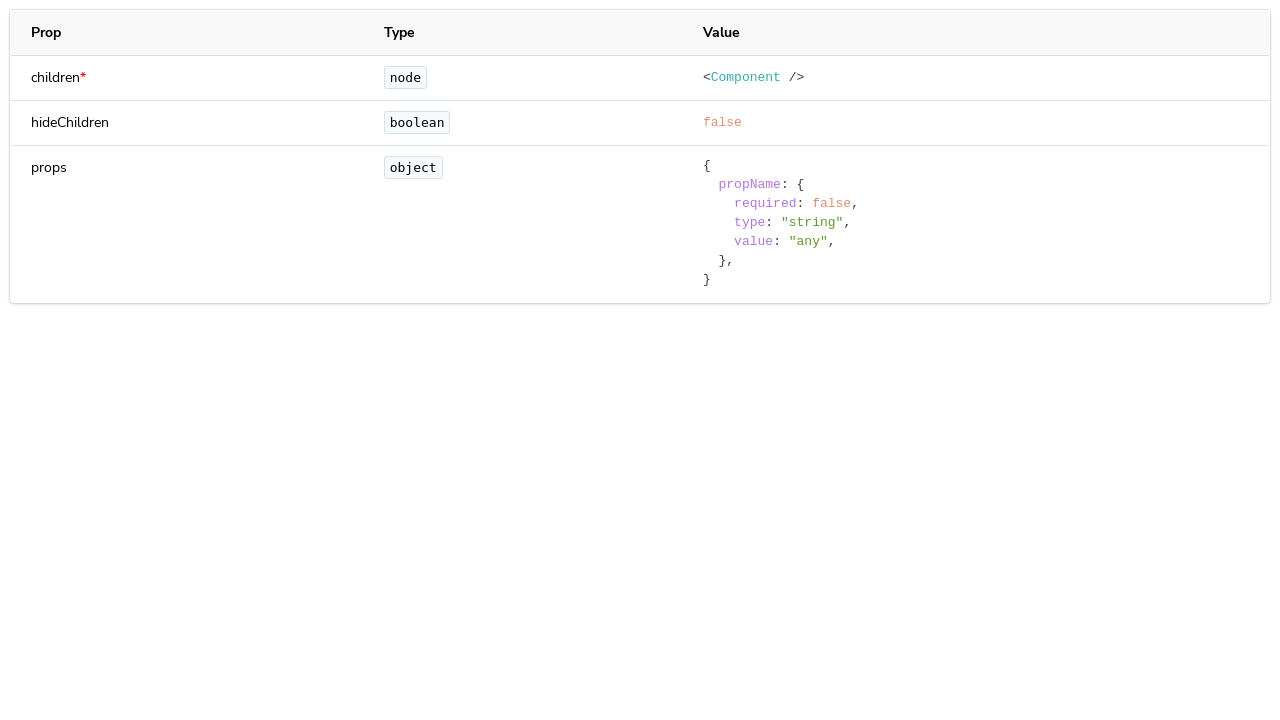 Prop Type Value
children* node <Component />
hideChildren boolean false
props object {
  propName: {
    required: false,
    type: "string",
    value: "any",
  },
}